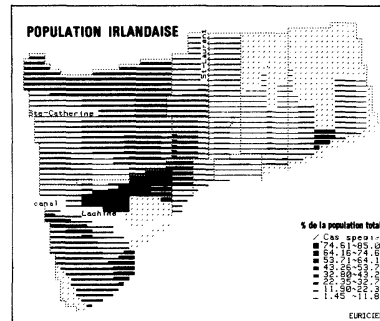 POPULATION IRLANDAISE
St-Laurent
Ste-Catherine
canal
Lachine
% de la population total
Cas speci
74.61-85.0
64.16-74.6
53.71-64.1
43.26-53.7
32.80-43.2
22.35-32.7
11.90-22.3
1.45 -11.8
EURICIE